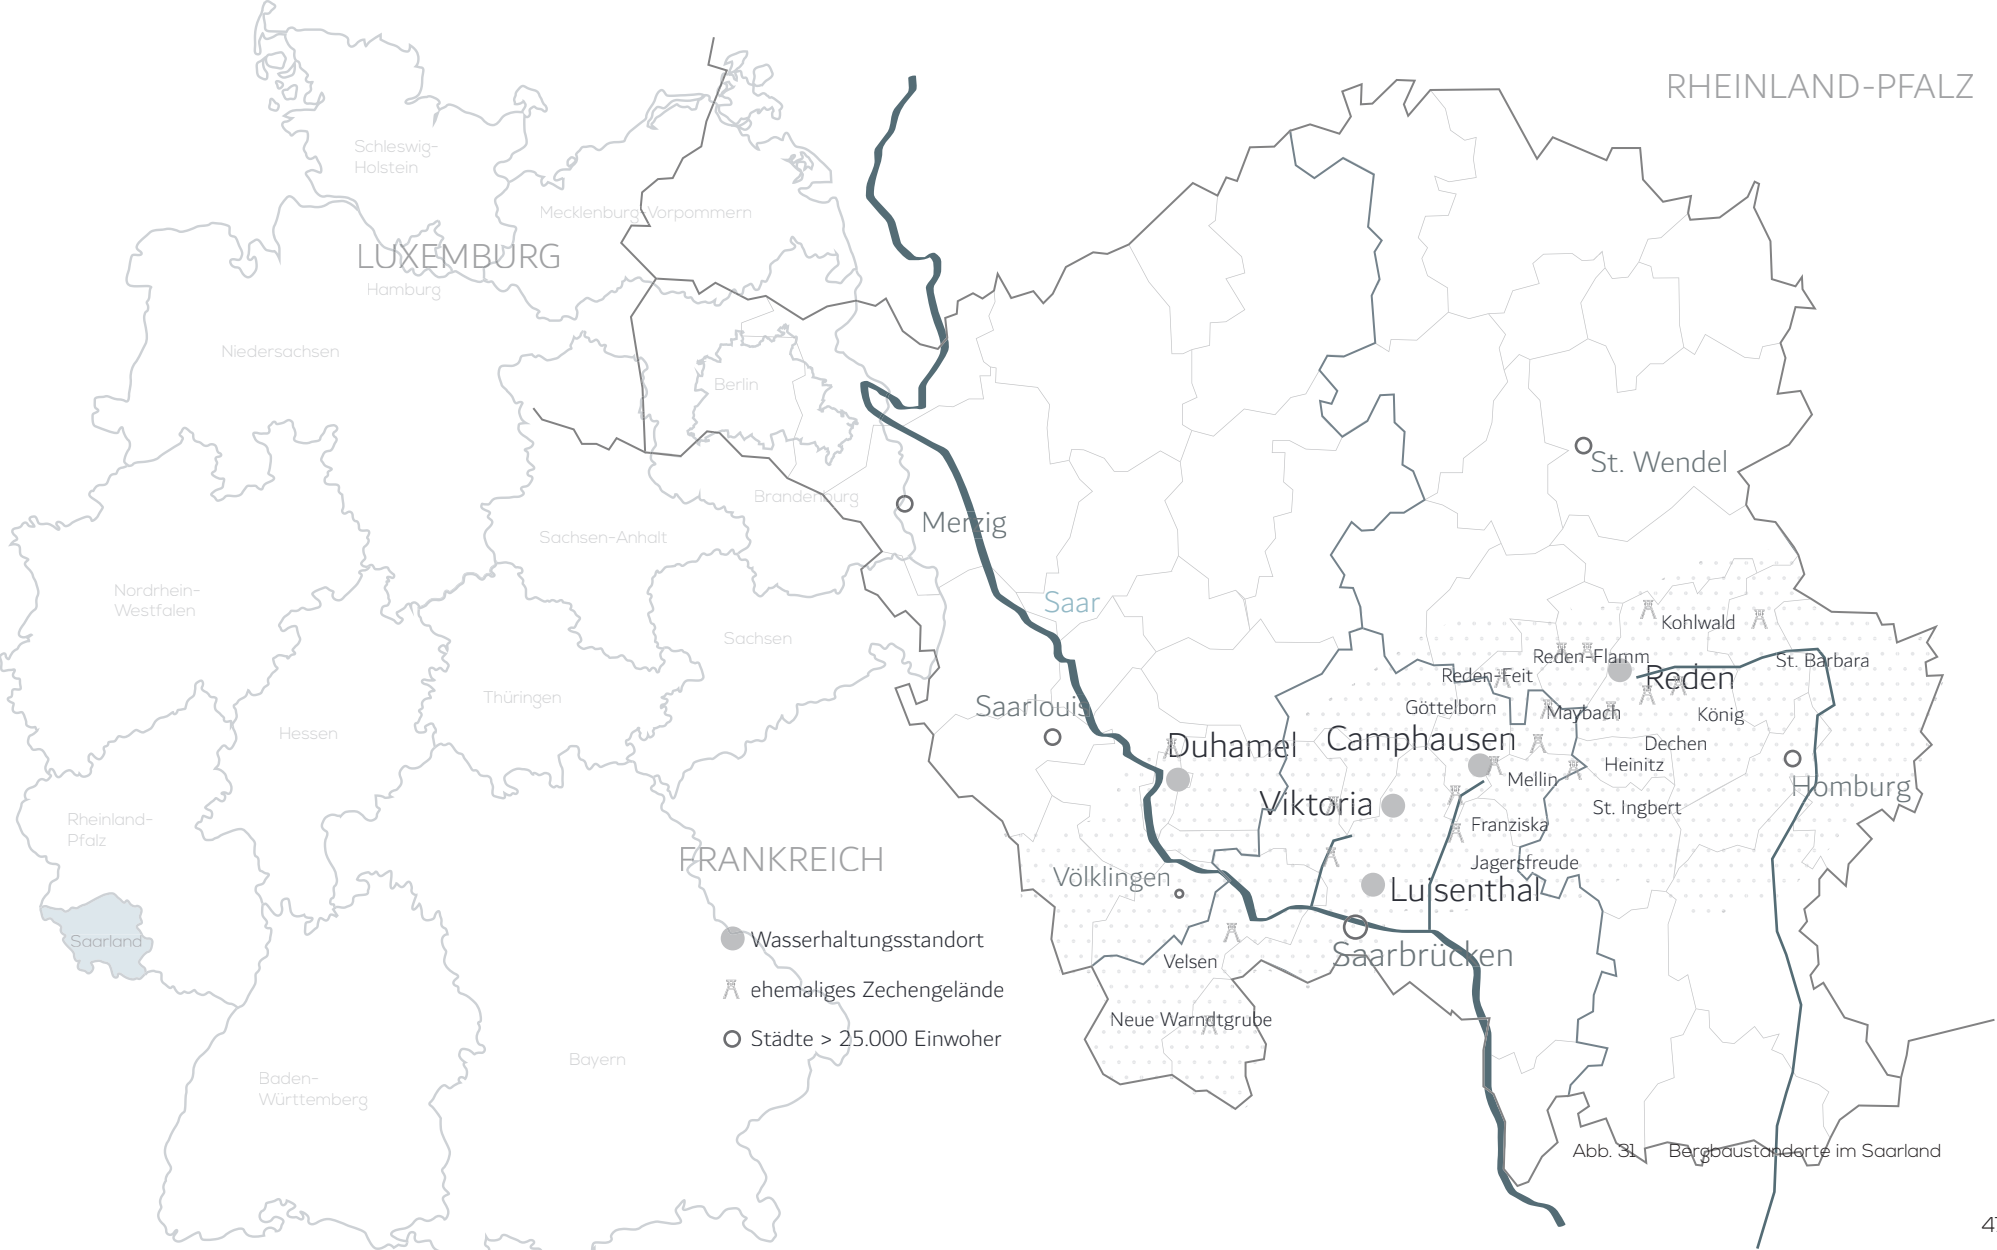 RHEINLAND-PFALZ
Schleswig-
Holstein
Mecklenburg-Vorpommern
LUXEMBURG
Hamburg
Niedersachsen
Berlin
Brandenburg
Sachsen-Anhalt
Nordrhein-
Westfalen
Sachsen
Thüringen
Hessen
Rheinland-
Pfalz
Saarland
Baden-
Württemberg
Bayern
FRANKREICH
Wasserhaltungsstandort
ehemaliges Zechengelände
Städte > 25.000 Einwoher
St. Wendel
Merzig
Saar
Kohlwald
Reden-Flamm
St. Barbara
Reden-Feit
Reden
Saarlouis
Göttelborn
Maybach
König
Duhamel
Camphausen
Dechen
Heinitz
Mellin
Homburg
Viktoria
St. Ingbert
Franziska
Jagersfreude
Völklingen
Luisenthal
Saarbrücken
Velsen
Neue Warndtgrube
Abb. 31 Bergbaustandorte im Saarland